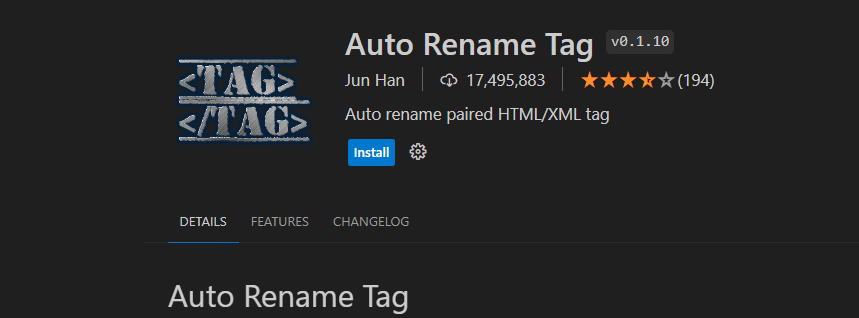 <TAG>
</TAG>
Auto Rename Tag v0.1.10
Jun Han 17,495,883 (194)
Auto rename paired HTML/XML tag
Install
DETAILS FEATURES CHANGELOG
Auto Rename Tag